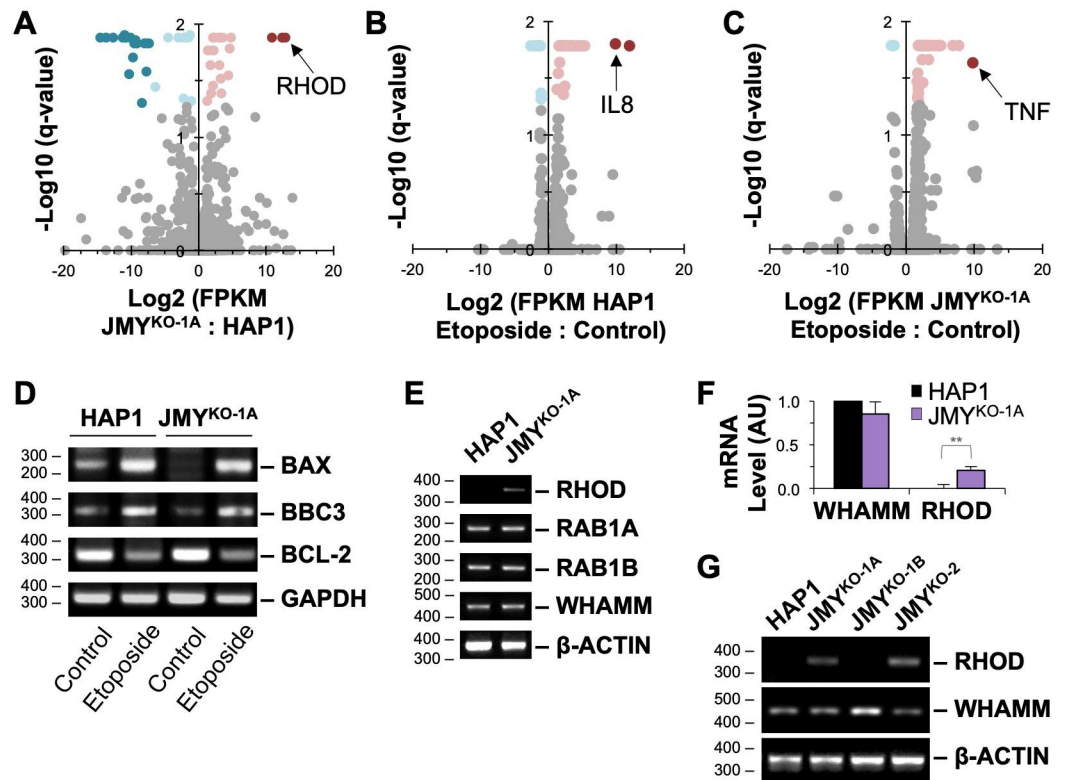 A
-Log10 (q-value)
2
1
0
-20
-10
0
10
20
RHOD
Log2 (FPKM
JMYKO-1A : HAP1)
B
-Log10 (q-value)
2
1
0
-20
-10
0
10
20
IL8
Log2 (FPKM HAP1
Etoposide : Control)
C
-Log10 (q-value)
2
1
0
-20
-10
0
10
20
TNF
Log2 (FPKM JMYKO-1A
Etoposide : Control)
D
HAP1 JMYKO-1A
300 –
200 –
– BAX
400 –
300 –
– BBC3
400 –
300 –
– BCL-2
400 –
300 –
– GAPDH
Control
Etoposide
Control
Etoposide
E
HAP1
JMYKO-1A
400 –
300 –
– RHOD
300 –
200 –
– RAB1A
300 –
200 –
– RAB1B
500 –
400 –
– WHAMM
400 –
300 –
– β-ACTIN
F
mRNA
Level (AU)
1.0
0.5
0.0
HAP1
JMYKO-1A
**
WHAMM RHOD
G
HAP1
JMYKO-1A
JMYKO-1B
JMYKO-2
400 –
300 –
– RHOD
500 –
400 –
– WHAMM
400 –
300 –
– β-ACTIN